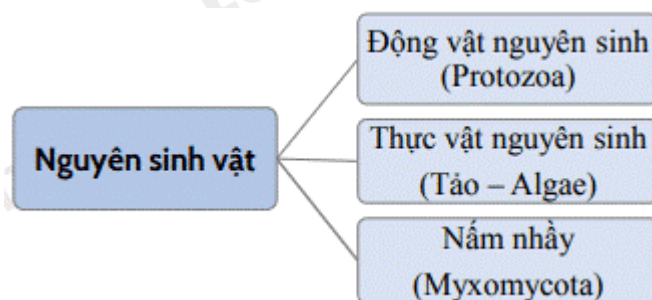 Nguyên sinh vật
Động vật nguyên sinh
(Protozoa)
Thực vật nguyên sinh
(Tảo – Algae)
Nấm nhầy
(Myxomycota)